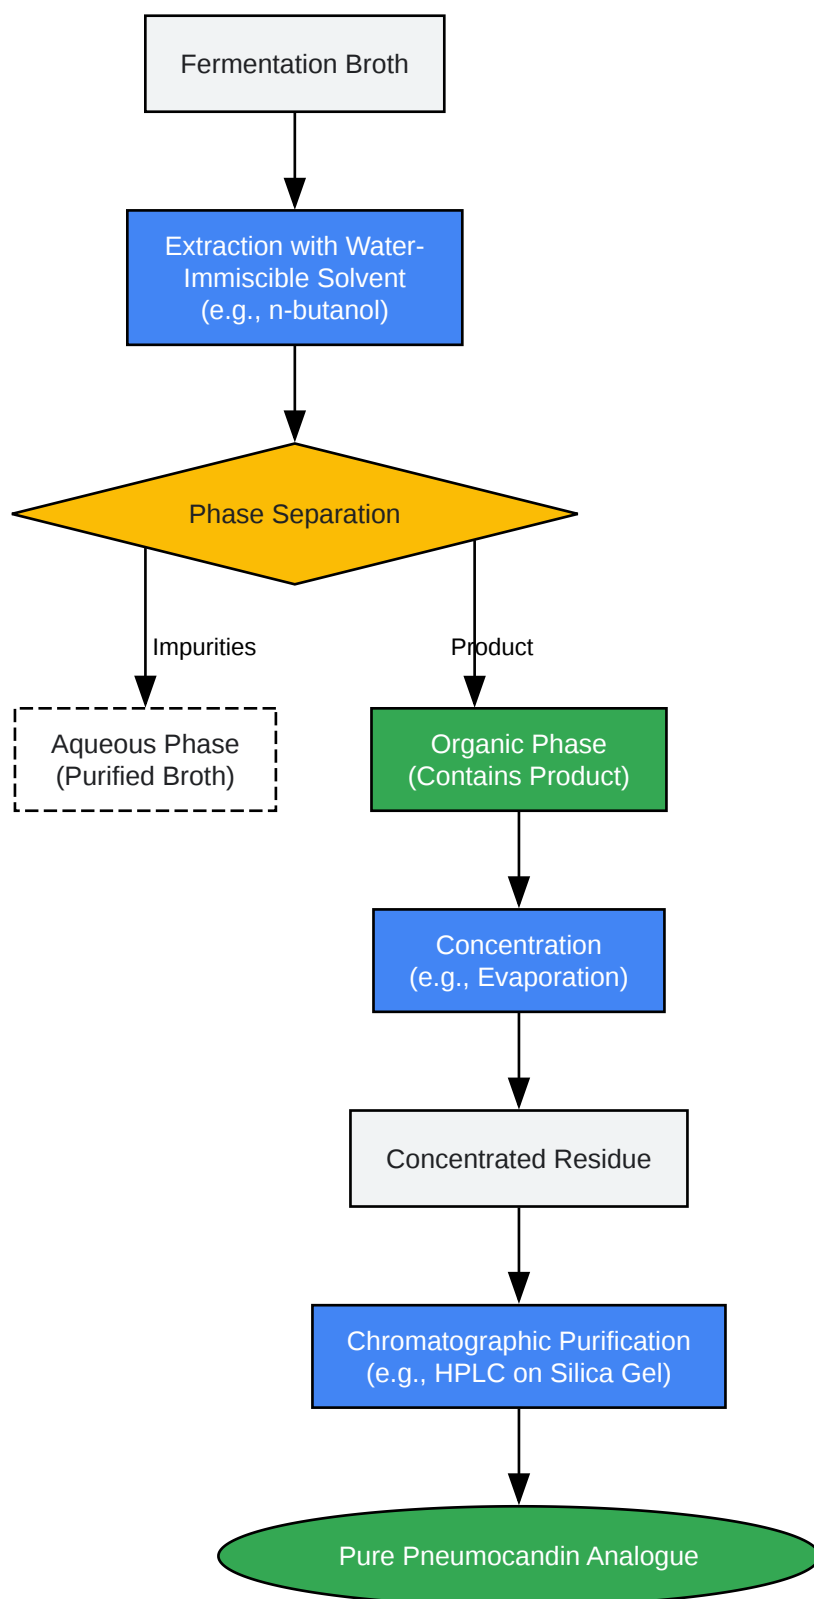 Fermentation Broth
Extraction with Water-
Immiscible Solvent
(e.g., n-butanol)
Phase Separation
Impurities
Product
Aqueous Phase
(Purified Broth)
Organic Phase
(Contains Product)
Concentration
(e.g., Evaporation)
Concentrated Residue
Chromatographic Purification
(e.g., HPLC on Silica Gel)
Pure Pneumocandin Analogue